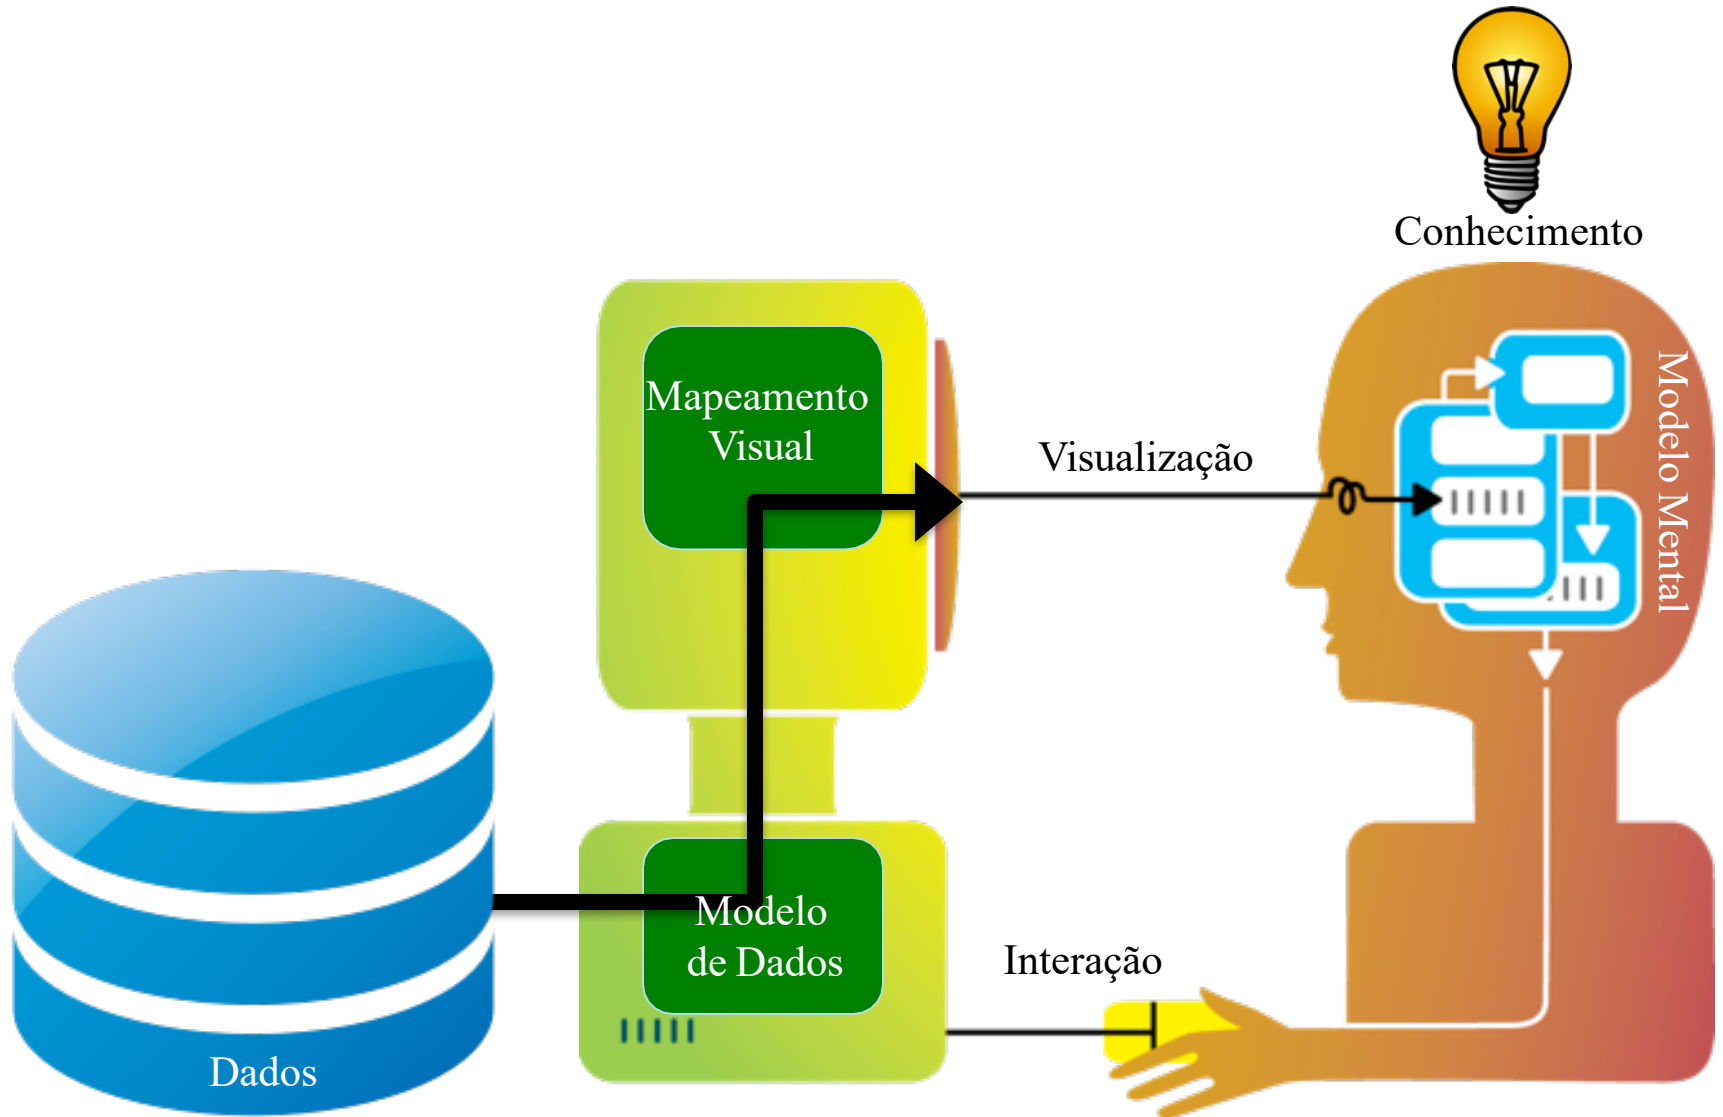 Conhecimento
Mapeamento
Visual
Visualização
Modelo Mental
Modelo
de Dados
Interação
Dados